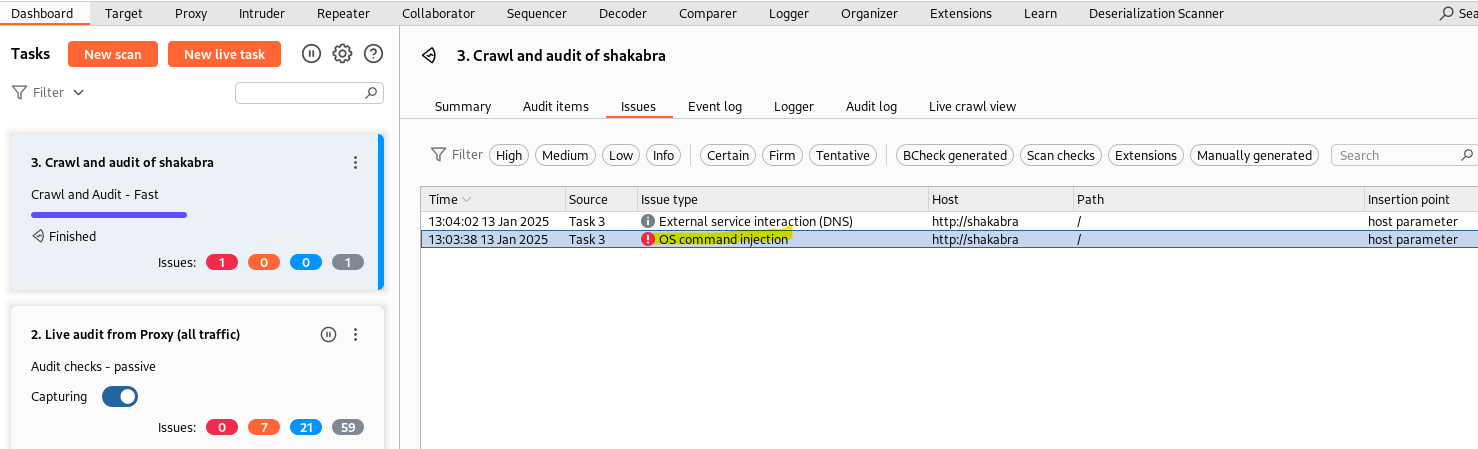 Dashboard Target Proxy Intruder Repeater Collaborator Sequencer Decoder Comparer Logger Organizer Extensions Learn Deserialization Scanner
Tasks New scan New live task ?
Filter
3. Crawl and audit of shakabra
Crawl and Audit - Fast
Finished
Issues: 1 0 0 1
2. Live audit from Proxy (all traffic)
Audit checks - passive
Capturing
Issues: 0 7 21 59
3. Crawl and audit of shakabra
Summary Audit items Issues Event log Logger Audit log Live crawl view
Filter High Medium Low Info Certain Firm Tentative BCheck generated Scan checks Extensions Manually generated Search
Time Source Issue type Host Path Insertion point
13:04:02 13 Jan 2025 Task 3 External service interaction (DNS) http://shakabra / host parameter
13:03:38 13 Jan 2025 Task 3 OS command injection http://shakabra / host parameter